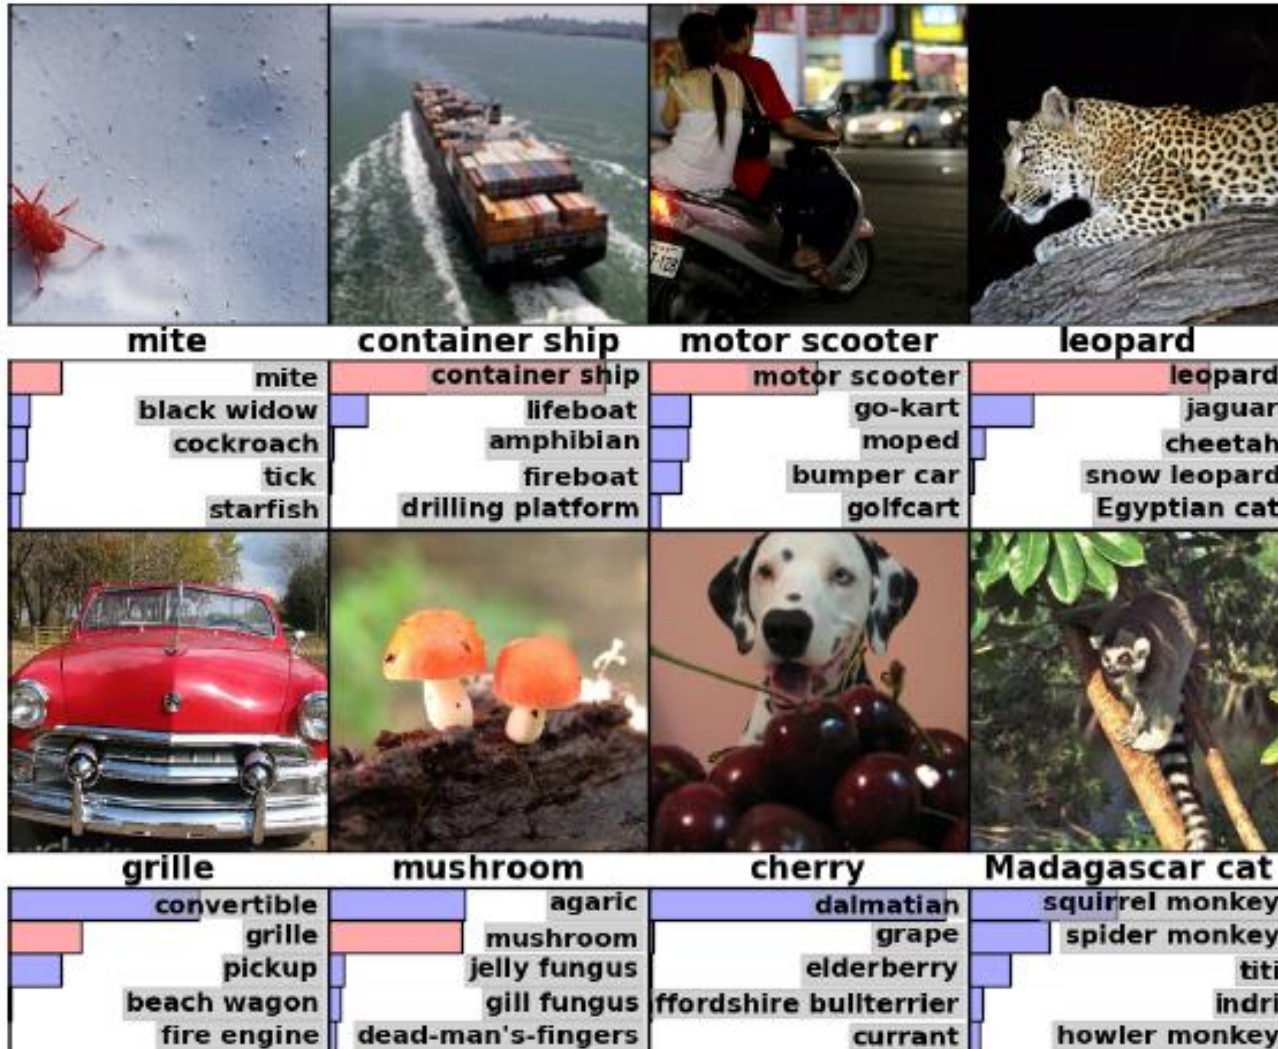 mite
container ship
motor scooter
leopard
mite
black widow
cockroach
tick
starfish
container ship
lifeboat
amphibian
fireboat
drilling platform
motor scooter
go-kart
moped
bumper car
golfcart
leopard
jaguar
cheetah
snow leopard
Egyptian cat
grille
mushroom
cherry
Madagascar cat
convertible
grille
pickup
beach wagon
fire engine
agaric
mushroom
jelly fungus
gill fungus
dead-man's-fingers
dalmatian
grape
elderberry
ffordshire bullterrier
currant
squirrel monkey
spider monkey
titi
indri
howler monkey